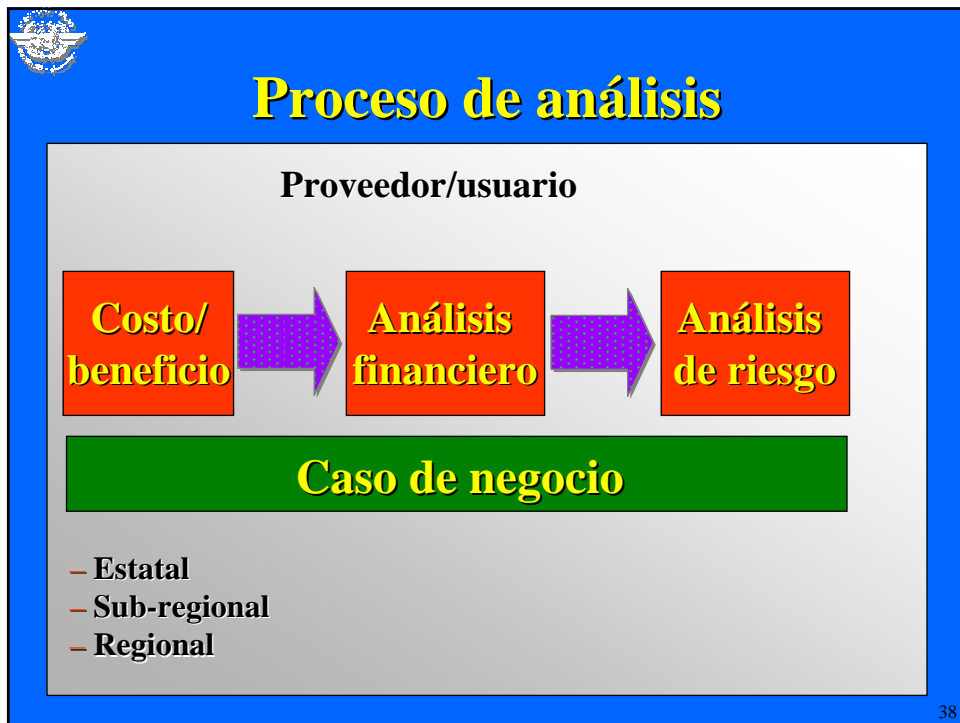 Proceso de análisis
Proveedor/usuario
Costo/
beneficio
Análisis
financiero
Análisis
de riesgo
Caso de negocio
– Estatal
– Sub-regional
– Regional
38